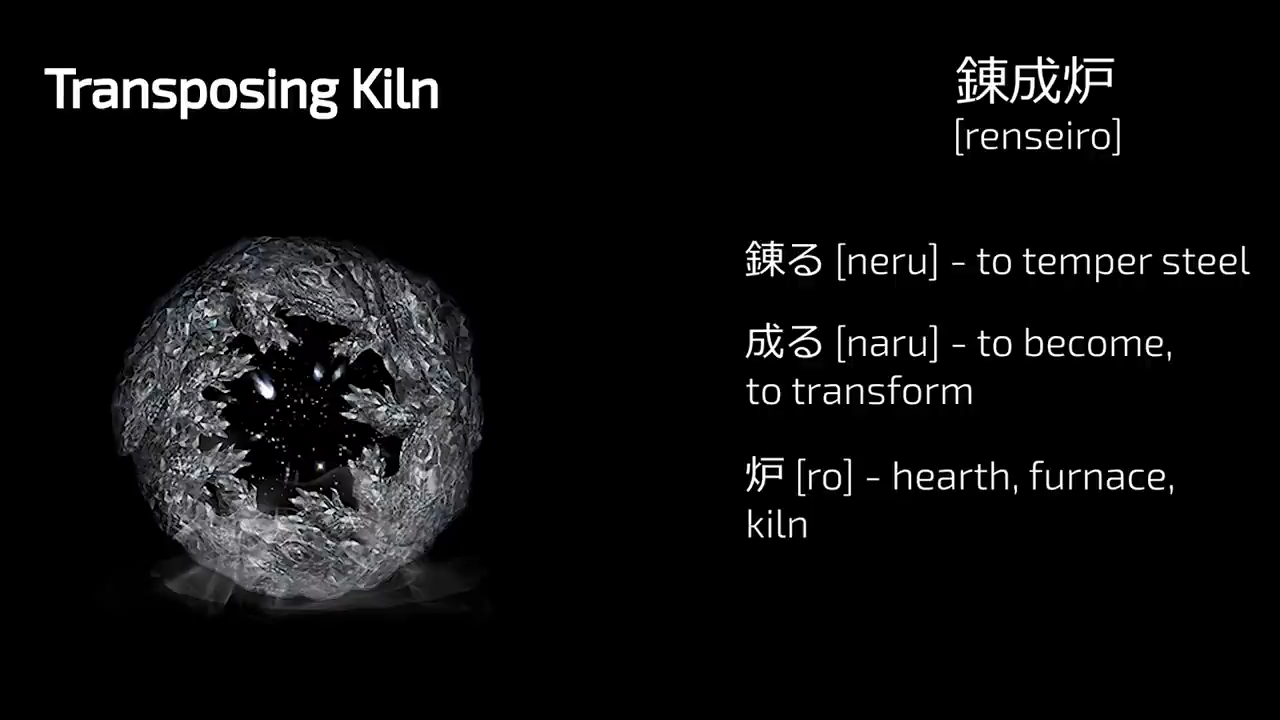 Transposing Kiln
錬成炉
[renseiro]
錬る [neru] - to temper steel
成る [naru] - to become,
to transform
炉 [ro] - hearth, furnace,
kiln